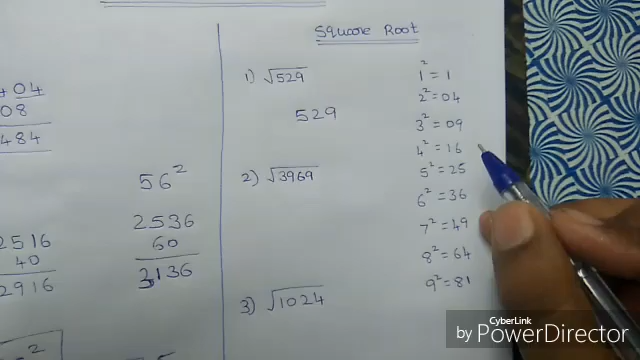 404
08
484
56²
2516
40
2916
2536
60
3136
Square Root
1) √529
529
2) √3969
3) √1024
1² = 1
2² = 04
3² = 09
4² = 16
5² = 25
6² = 36
7² = 49
8² = 64
9² = 81
CyberLink
by PowerDirector